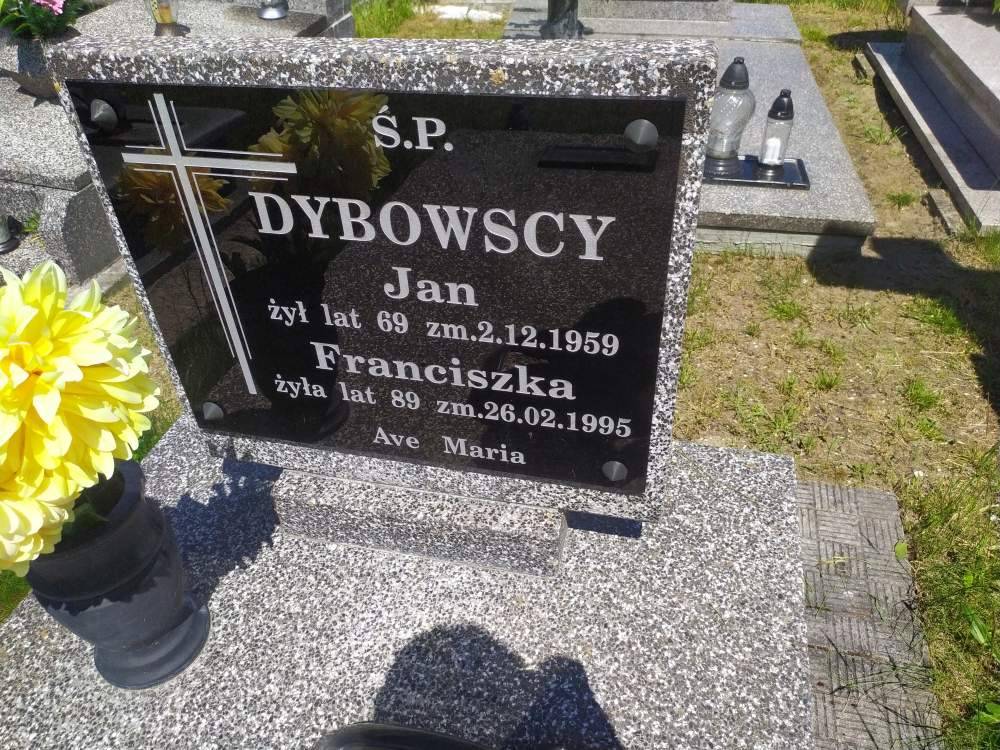 Ś.P.
DYBOWSCY
Jan
żył lat 69 zm.2.12.1959
Franciszka
żyła lat 89 zm.26.02.1995
Ave Maria